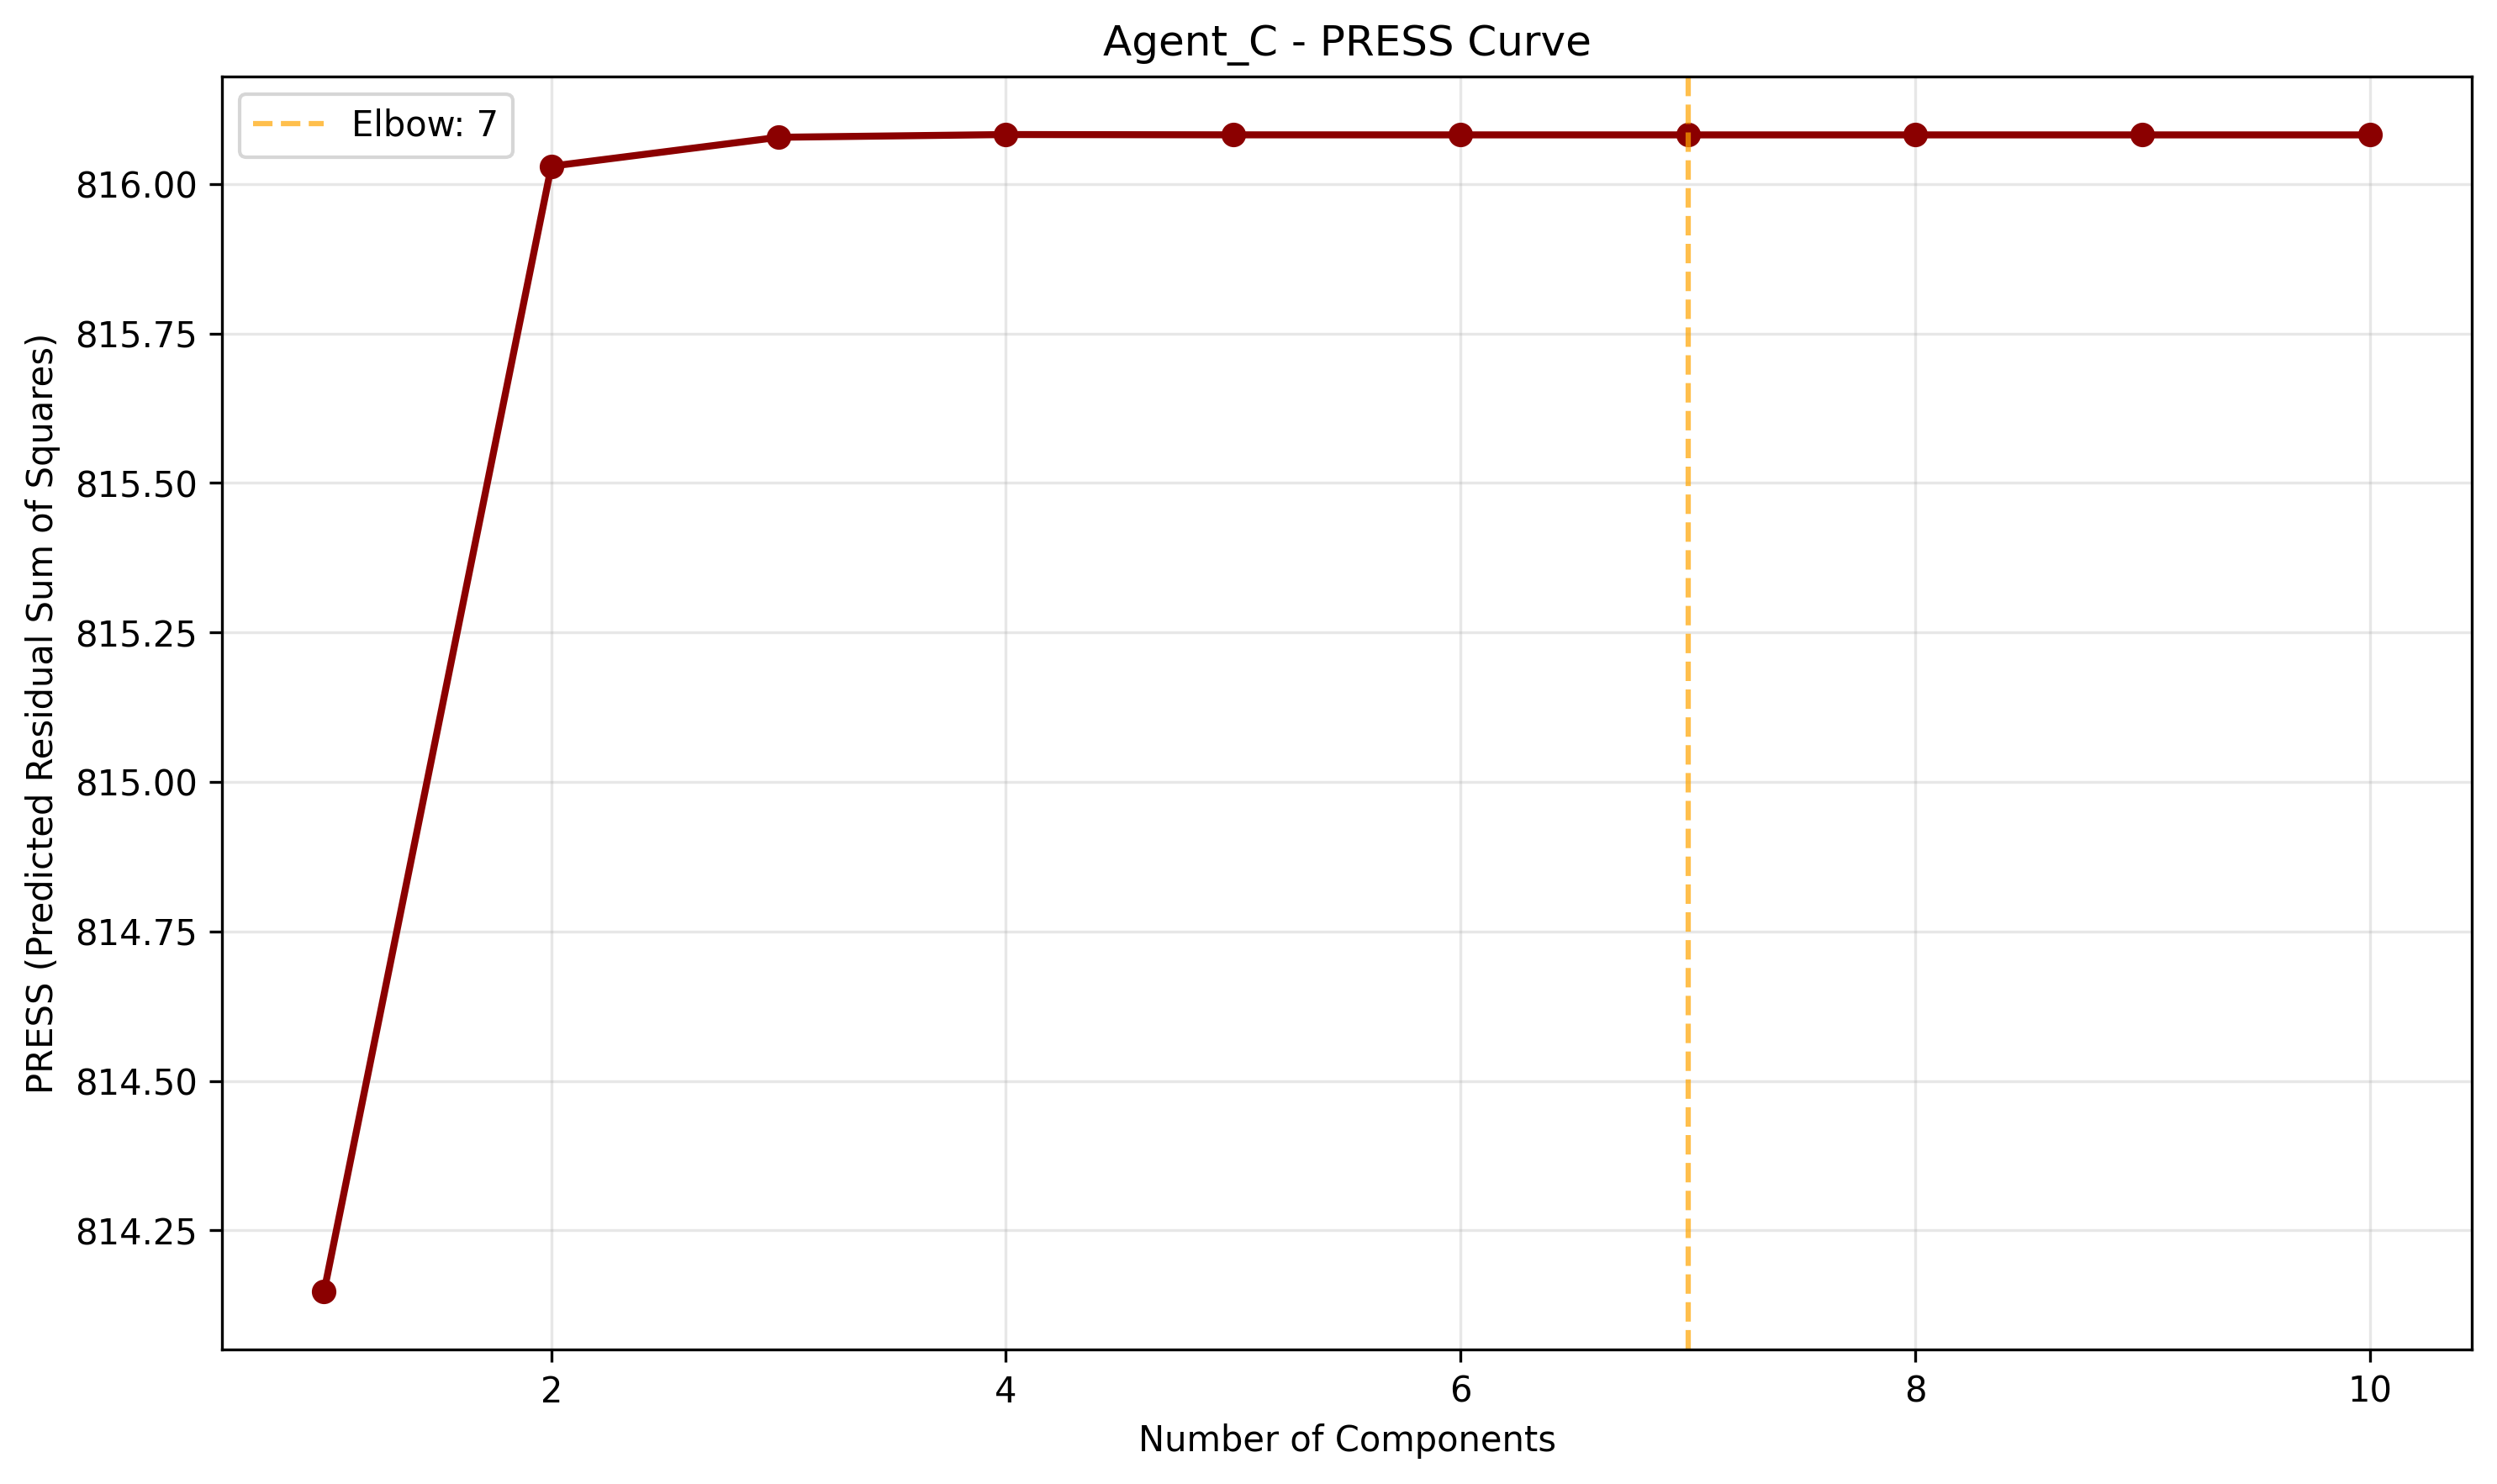 Agent_C - PRESS Curve
Elbow: 7
PRESS (Predicted Residual Sum of Squares)
816.00
815.75
815.50
815.25
815.00
814.75
814.50
814.25
2 4 6 8 10
Number of Components